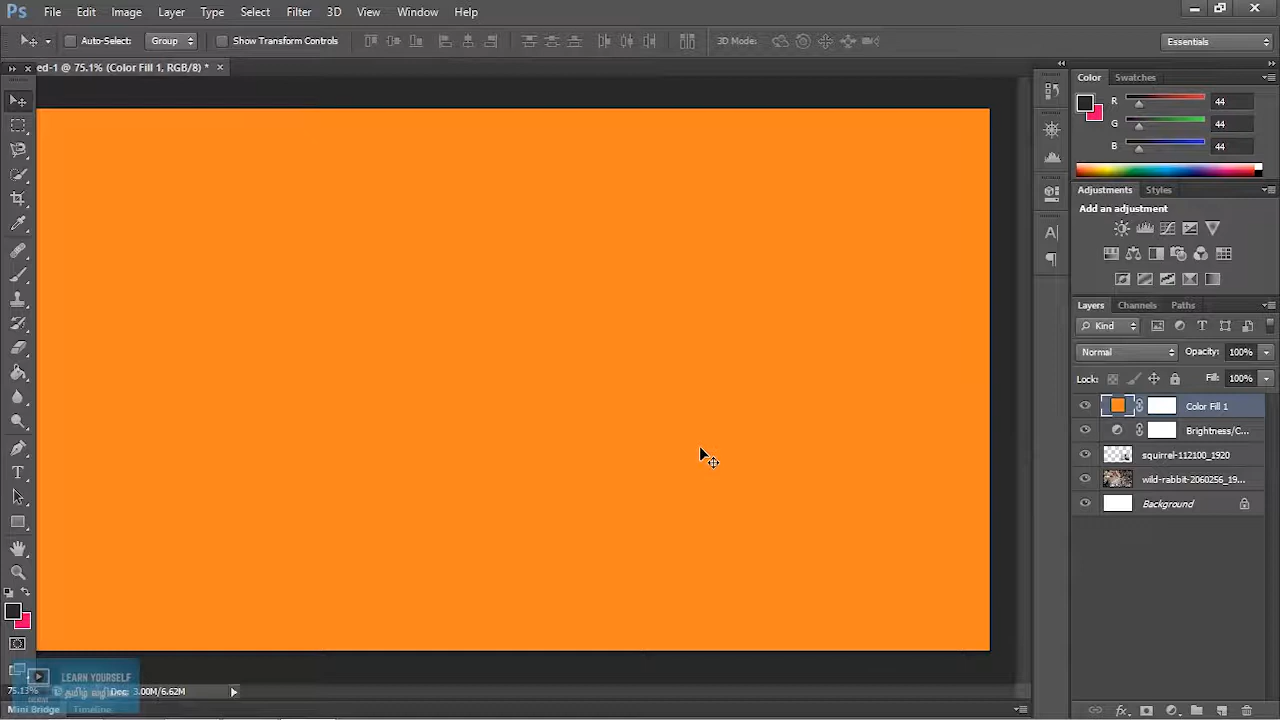 Ps File Edit Image Layer Type Select Filter 3D View Window Help
Auto-Select: Group Show Transform Controls 3D Mode: Essentials
ed-1 @ 75.1% (Color Fill 1, RGB/8) *
Color Swatches
R 44
G 44
B 44
Adjustments Styles
Add an adjustment
Layers Channels Paths
Kind
Normal Opacity: 100%
Lock: Fill: 100%
Color Fill 1
Brightness/C...
squirrel-112100_1920
wild-rabbit-2060256_19...
Background
LEARN YOURSELF
75.13% தமிழ் வழி Doc: 3.00M/6.62M
Mini Bridge Timeline